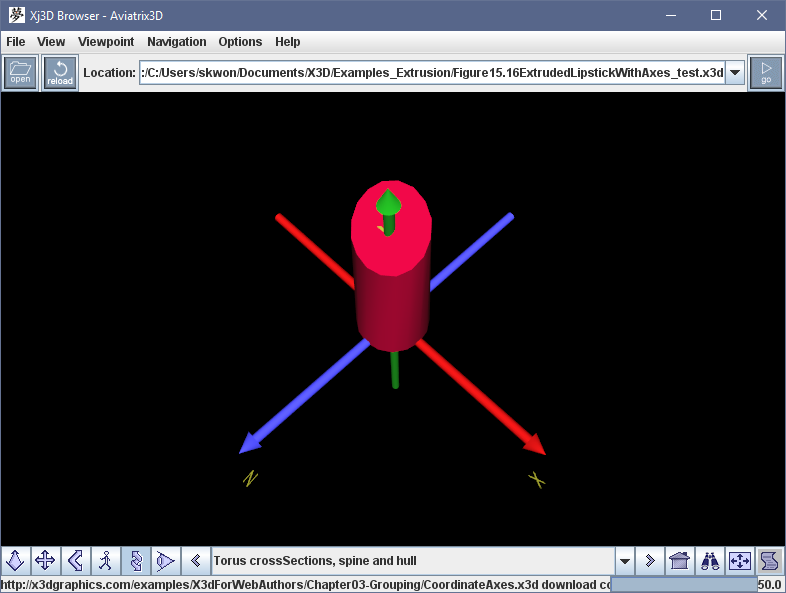 夢 Xj3D Browser - Aviatrix3D
File View Viewpoint Navigation Options Help
open reload Location: :/C:/Users/skwon/Documents/X3D/Examples_Extrusion/Figure15.16ExtrudedLipstickWithAxes_test.x3d go
Z X
Torus crossSections, spine and hull
http://x3dgraphics.com/examples/X3dForWebAuthors/Chapter03-Grouping/CoordinateAxes.x3d download co 50.0